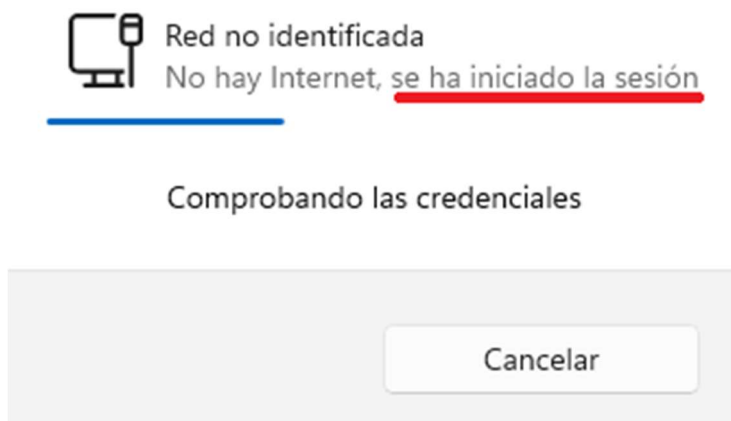 Red no identificada
No hay Internet, se ha iniciado la sesión
Comprobando las credenciales
Cancelar